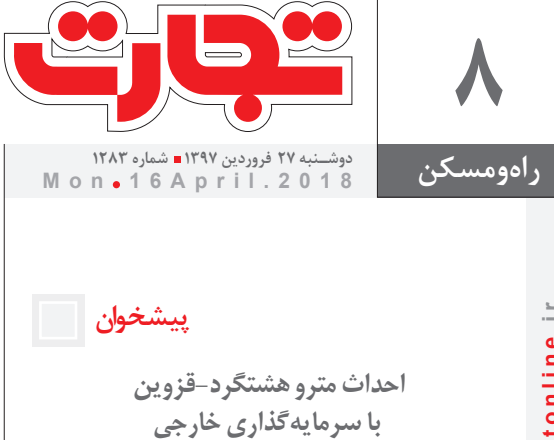 تجارت
۸
دوشـنبه ۲۷ فروردین ۱۳۹۷ شماره ۱۲۸۳
Mon.16April.2018
راه‌ومسکن
پیشخوان
احداث مترو هشتگرد-قزوین
با سرمایه‌گذاری خارجی